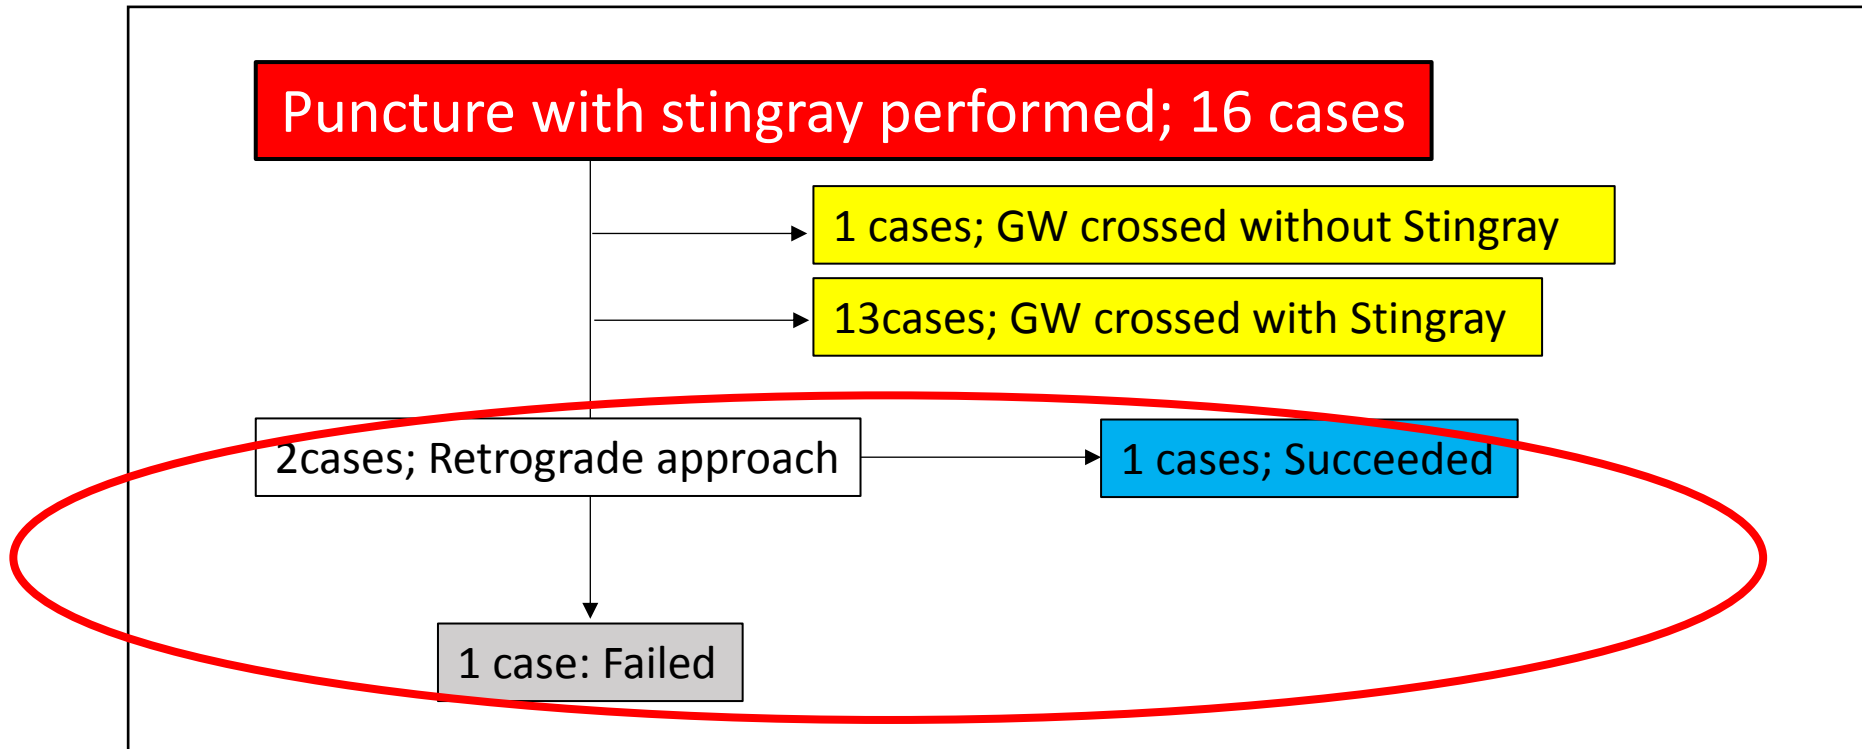 Puncture with stingray performed; 16 cases
1 cases; GW crossed without Stingray
13cases; GW crossed with Stingray
2cases; Retrograde approach
1 cases; Succeeded
1 case: Failed